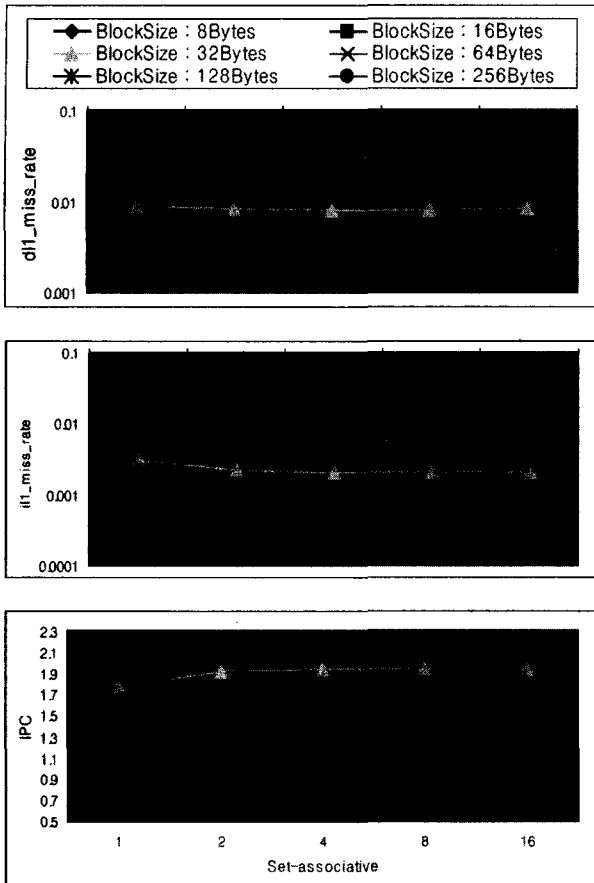 BlockSize : 8Bytes
BlockSize : 16Bytes
BlockSize : 32Bytes
BlockSize : 64Bytes
BlockSize : 128Bytes
BlockSize : 256Bytes
dl1_miss_rate
0.1
0.01
0.001
il1_miss_rate
0.1
0.01
0.001
0.0001
IPC
2.3
2.1
1.9
1.7
1.5
1.3
1.1
0.9
0.7
0.5
1 2 4 8 16
Set-associative